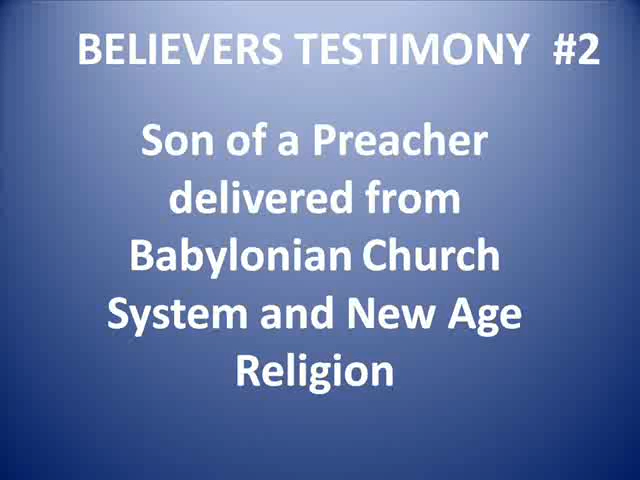 BELIEVERS TESTIMONY  #2
Son of a Preacher
delivered from
Babylonian Church
System and New Age
Religion